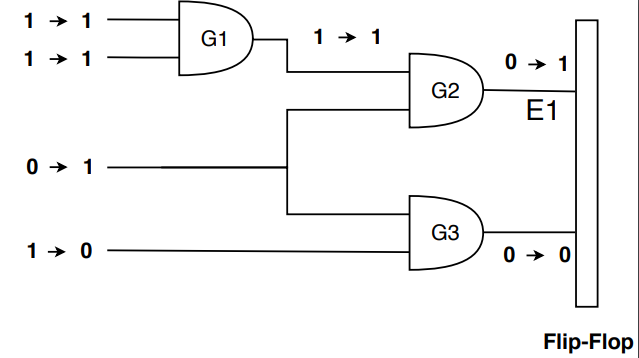 1 → 1
G1
1 → 1
1 → 1
0 → 1
G2
E1
0 → 1
G3
1 → 0
0 → 0
Flip-Flop